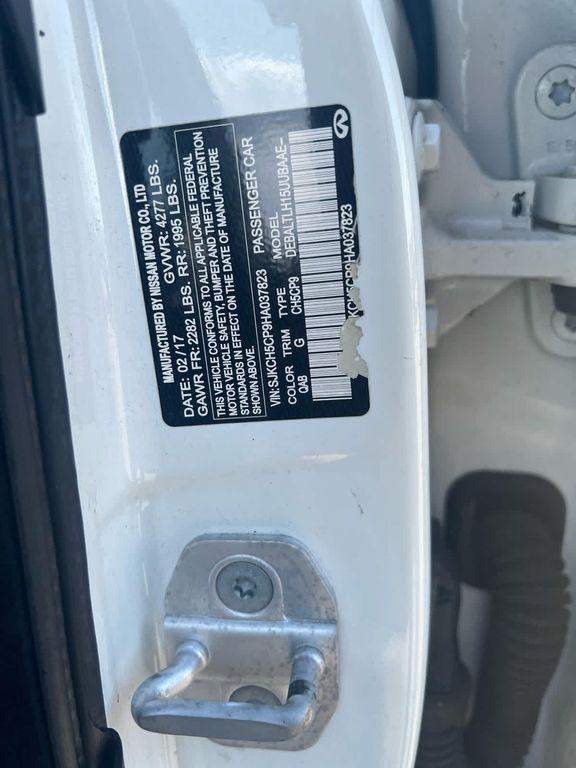 MANUFACTURED BY NISSAN MOTOR CO., LTD
DATE: 02/17 GVWR: 4277 LBS.
GAWR FR: 2282 LBS. RR: 1995 LBS.
THIS VEHICLE CONFORMS TO ALL APPLICABLE FEDERAL
MOTOR VEHICLE SAFETY, BUMPER AND THEFT PREVENTION
STANDARDS IN EFFECT ON THE DATE OF MANUFACTURE
SHOWN ABOVE.
VIN: SJKCH5CP9HA037823 PASSENGER CAR
COLOR TRIM TYPE MODEL
QAB G CH5CP9 DEBALTLH15UUBAAE-
KCH5CP9HA037823